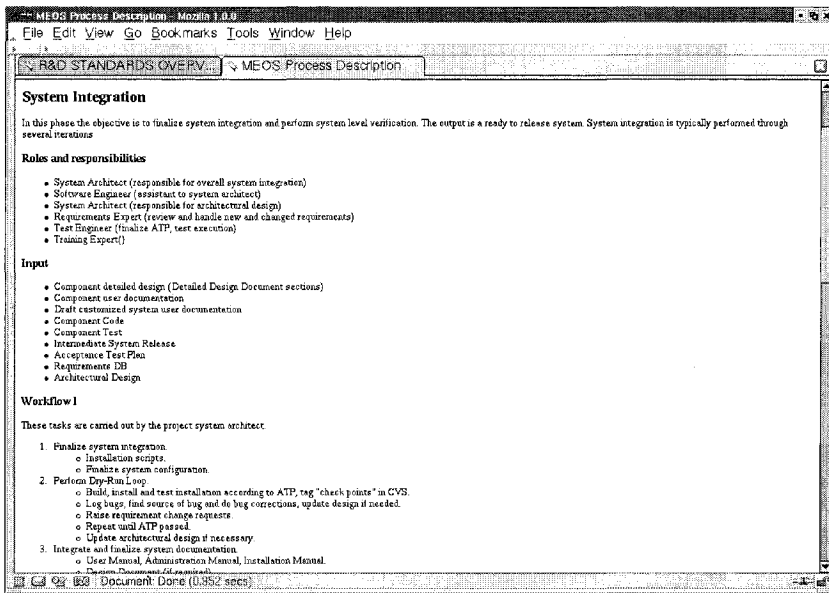 MEOS Process Description - Mozilla 1.0.0
File Edit View Go Bookmarks Tools Window Help
R&D STANDARDS OVERV... MEOS Process Description
System Integration
In this phase the objective is to finalize system integration and perform system level verification. The output is a ready to release system. System integration is typically performed through
several iterations
Roles and responsibilities
• System Architect (responsible for overall system integration)
• Software Engineer (assistant to system architect)
• System Architect (responsible for architectural design)
• Requirements Expert (review and handle new and changed requirements)
• Test Engineer (finalize ATP, test execution)
• Training Expert()
Input
• Component detailed design (Detailed Design Document sections)
• Component user documentation
• Draft customized system user documentation
• Component Code
• Component Test
• Intermediate System Release
• Acceptance Test Plan
• Requirements DB
• Architectural Design
Workflow1
These tasks are carried out by the project system architect.
1. Finalize system integration.
o Installation scripts.
o Finalize system configuration.
2. Perform Dry-Run Loop.
o Build, install and test installation according to ATP, tag "check points" in CVS.
o Log bugs, find source of bug and do bug corrections, update design if needed.
o Raise requirement change requests.
o Repeat until ATP passed.
o Update architectural design if necessary.
3. Integrate and finalize system documentation.
o User Manual, Administration Manual, Installation Manual.
o Design Document (if required)
Document: Done (0.952 secs)